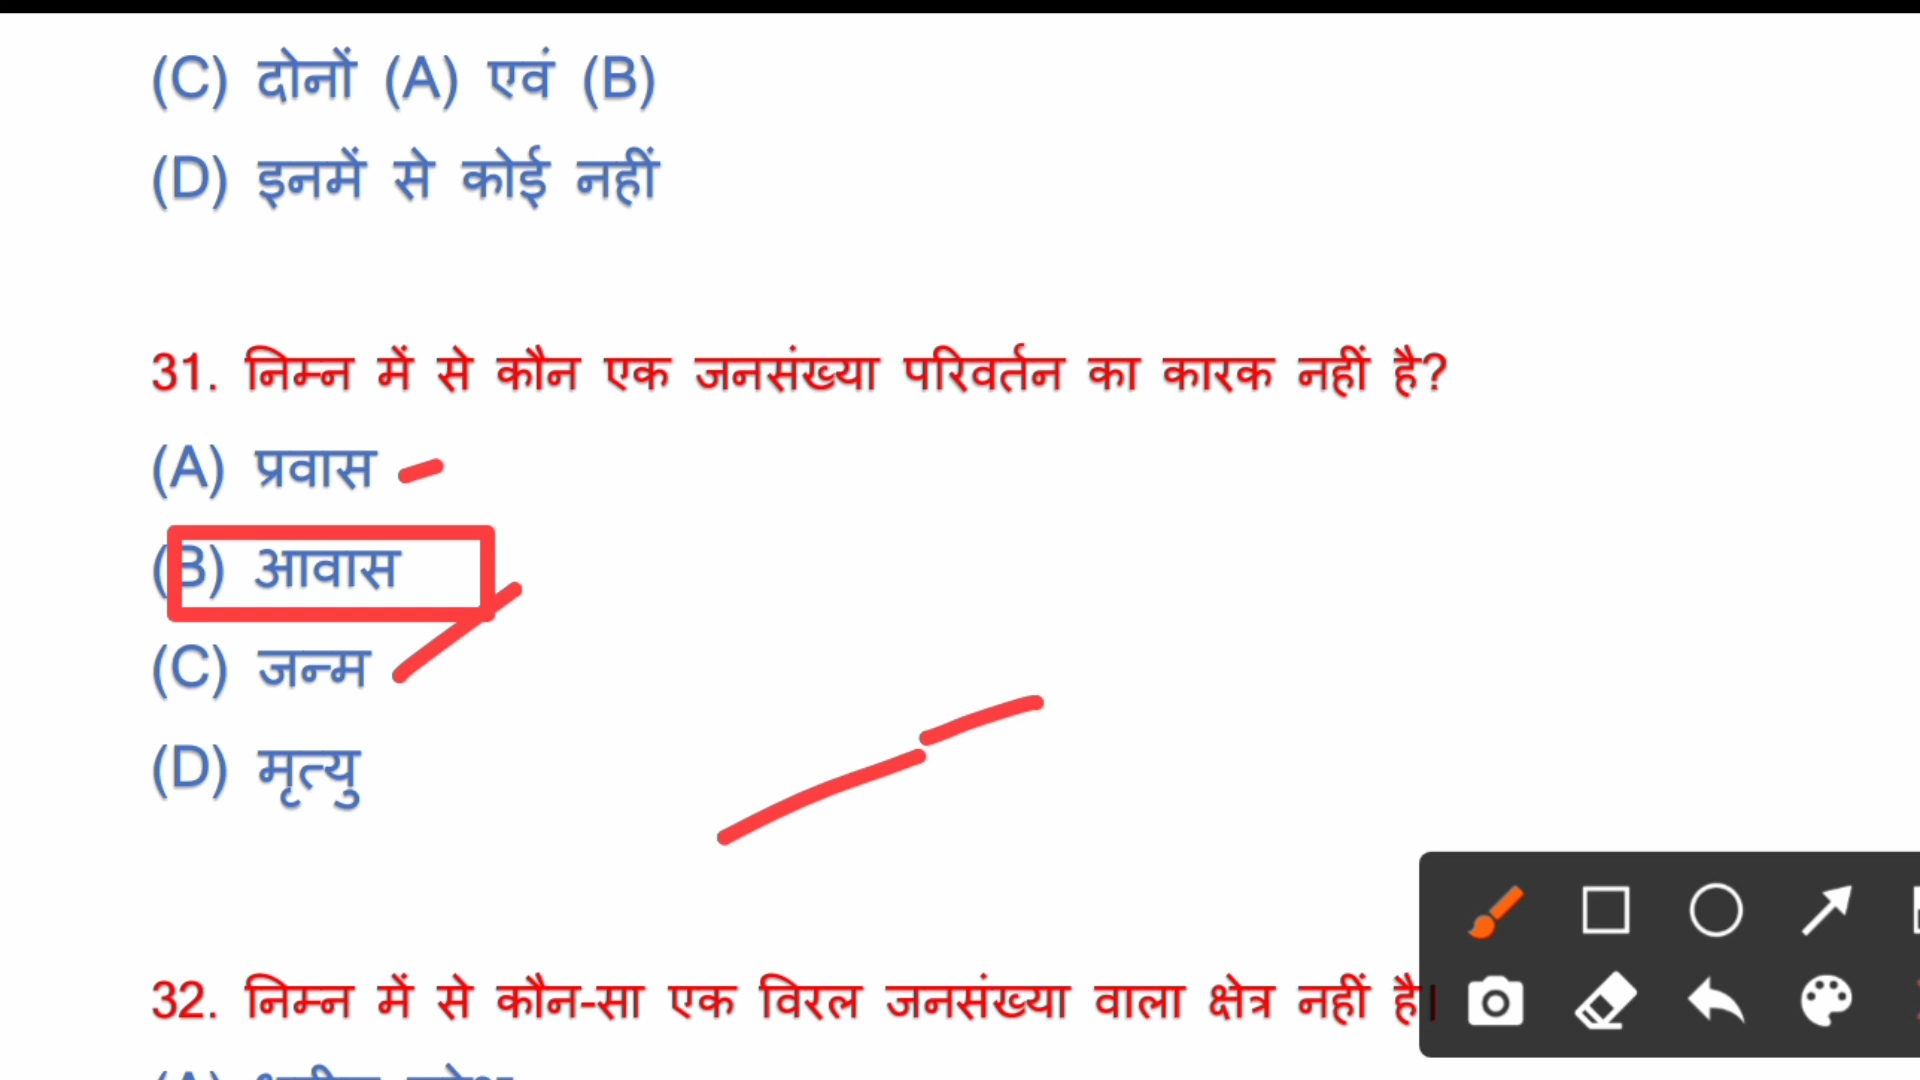 (C) दोनों (A) एवं (B)
(D) इनमें से कोई नहीं
31. निम्न में से कौन एक जनसंख्या परिवर्तन का कारक नहीं है?
(A) प्रवास
(B) आवास
(C) जन्म
(D) मृत्यु
32. निम्न में से कौन-सा एक विरल जनसंख्या वाला क्षेत्र नहीं है।
(A)